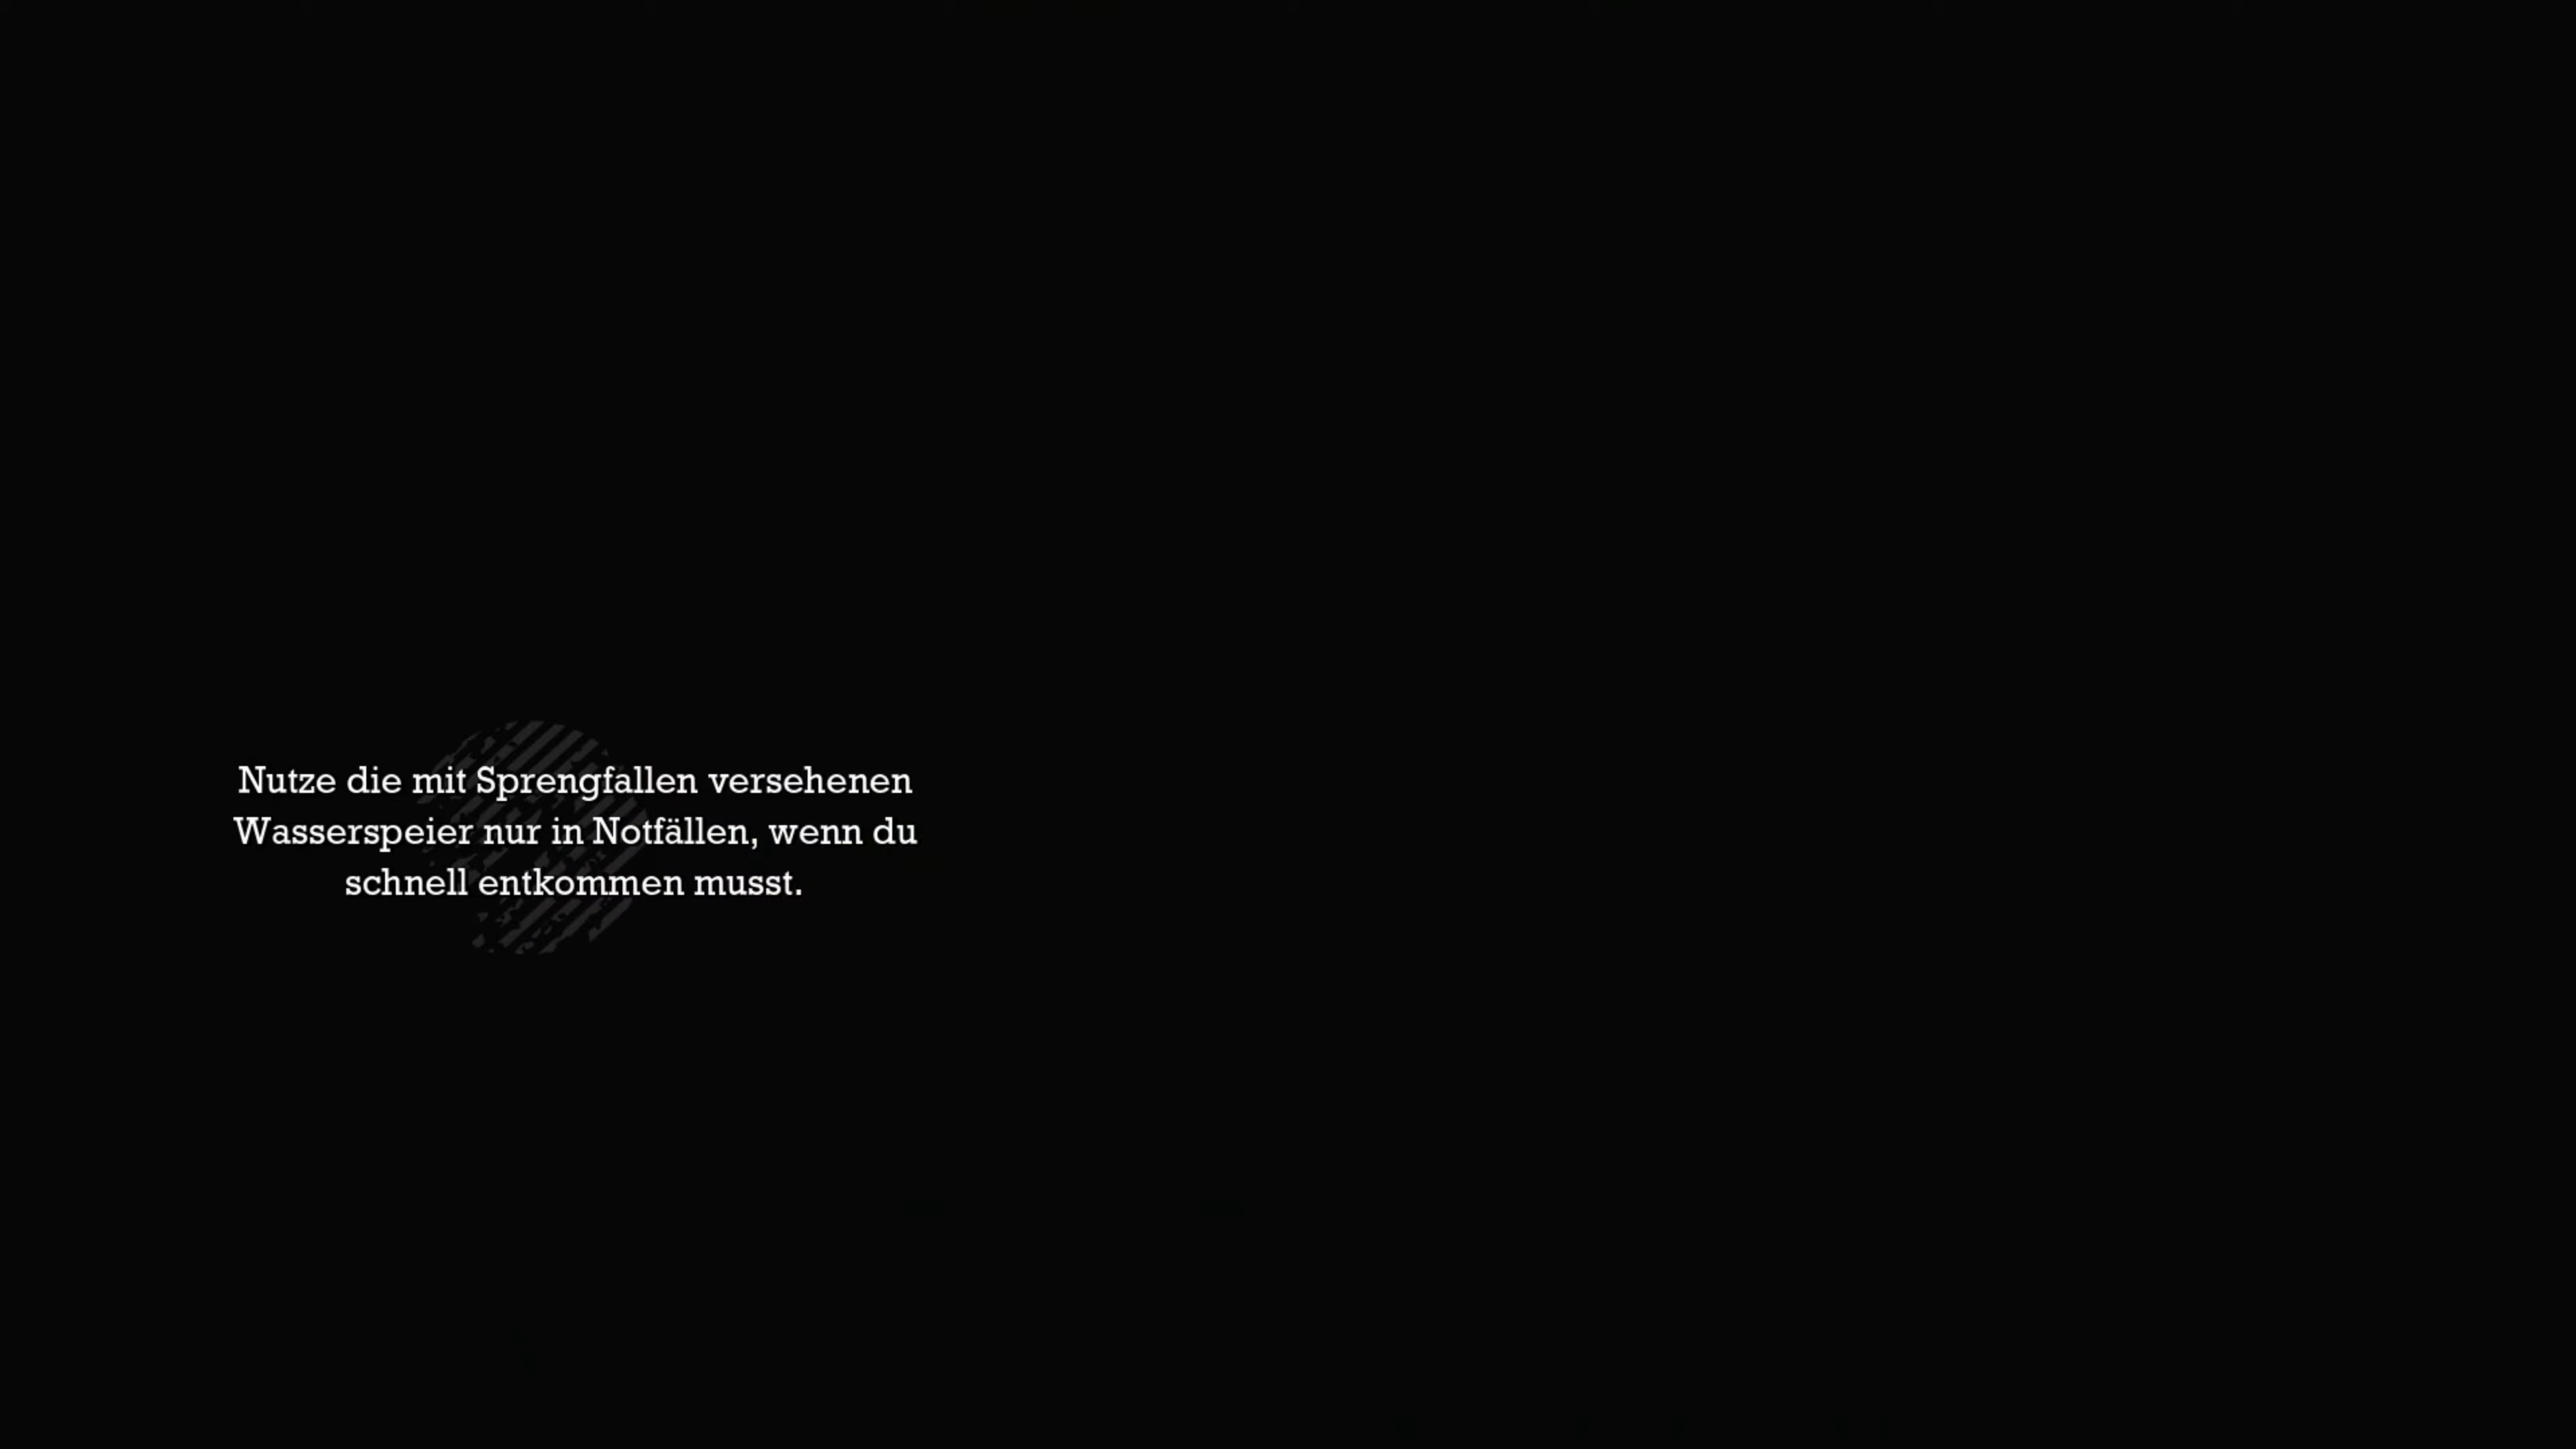 Nutze die mit Sprengfallen versehenen
Wasserspeier nur in Notfällen, wenn du
schnell entkommen musst.